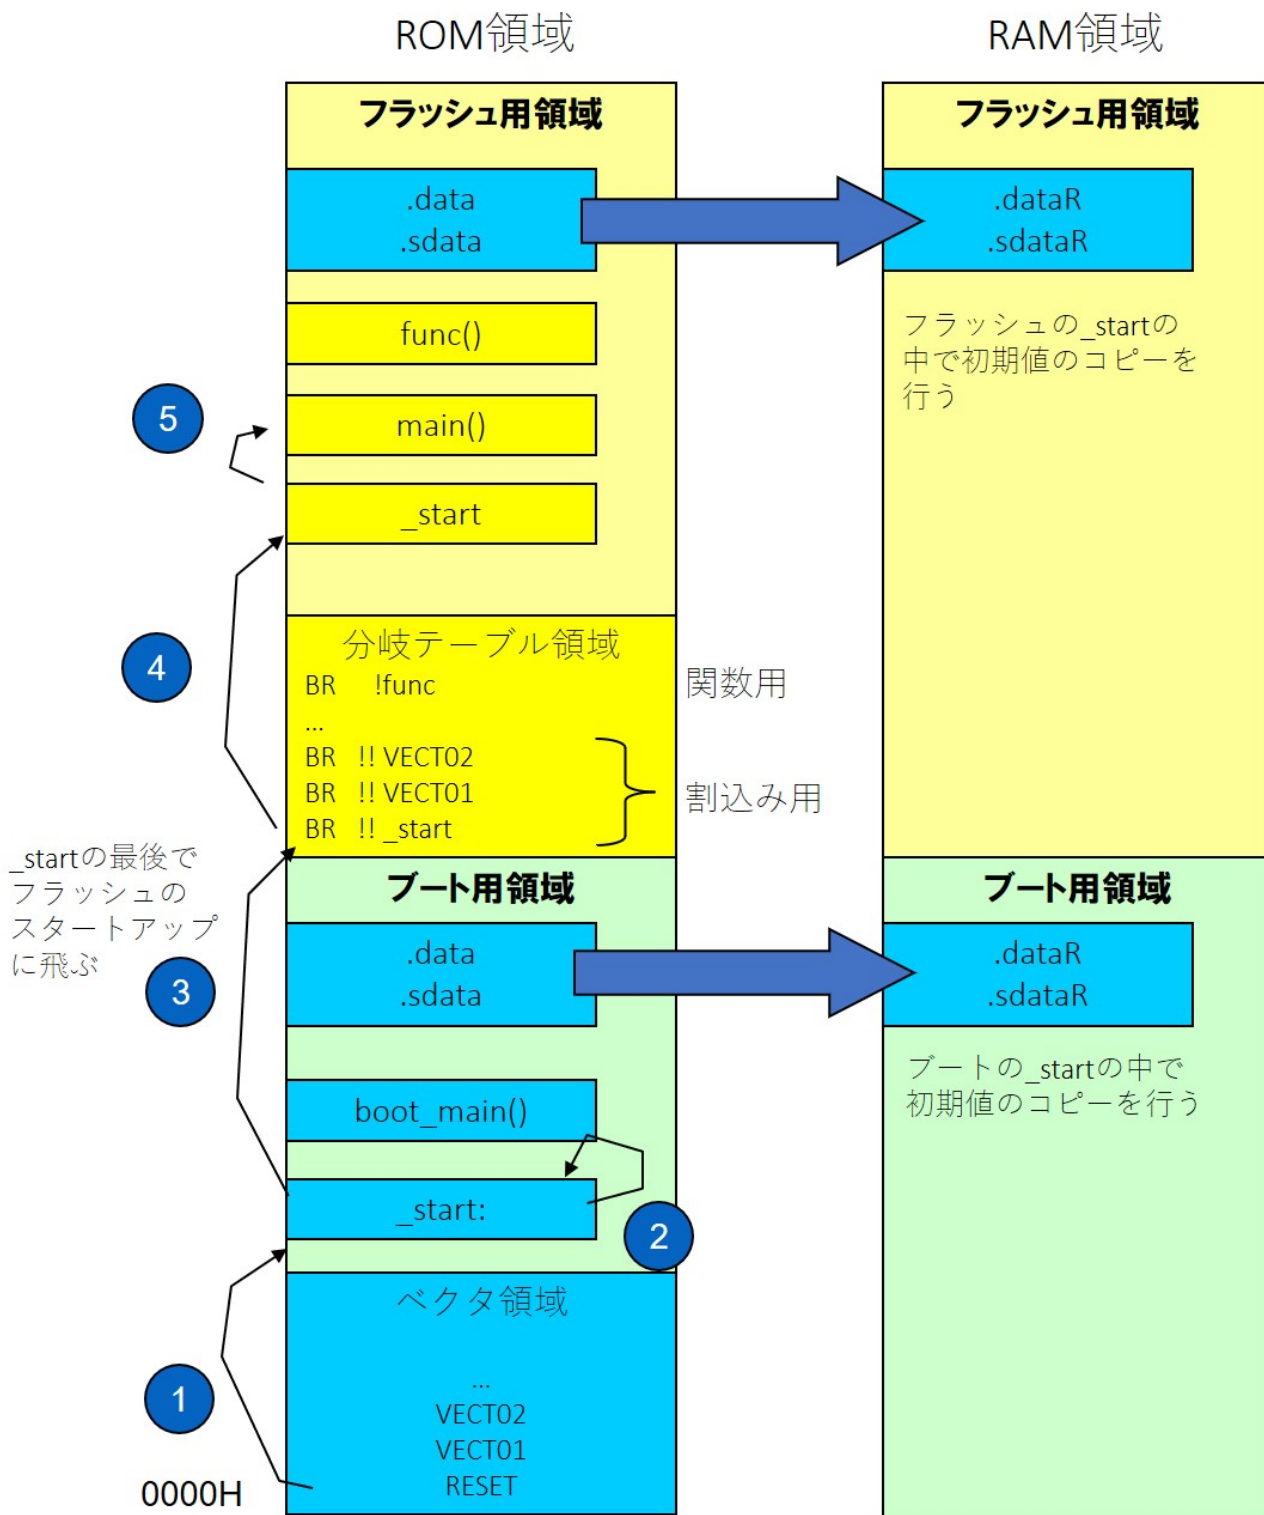 ROM領域
RAM領域
フラッシュ用領域
.data
.sdata
func()
5
main()
_start
4
分岐テーブル領域
BR !func
...
BR !! VECT02
BR !! VECT01
BR !! _start
関数用
割込み用
_startの最後で
フラッシュの
スタートアップ
に飛ぶ
3
ブート用領域
.data
.sdata
boot_main()
_start:
2
ベクタ領域
...
VECT02
VECT01
RESET
1
0000H
フラッシュ用領域
.dataR
.sdataR
フラッシュの_startの
中で初期値のコピーを
行う
ブート用領域
.dataR
.sdataR
ブートの_startの中で
初期値のコピーを行う